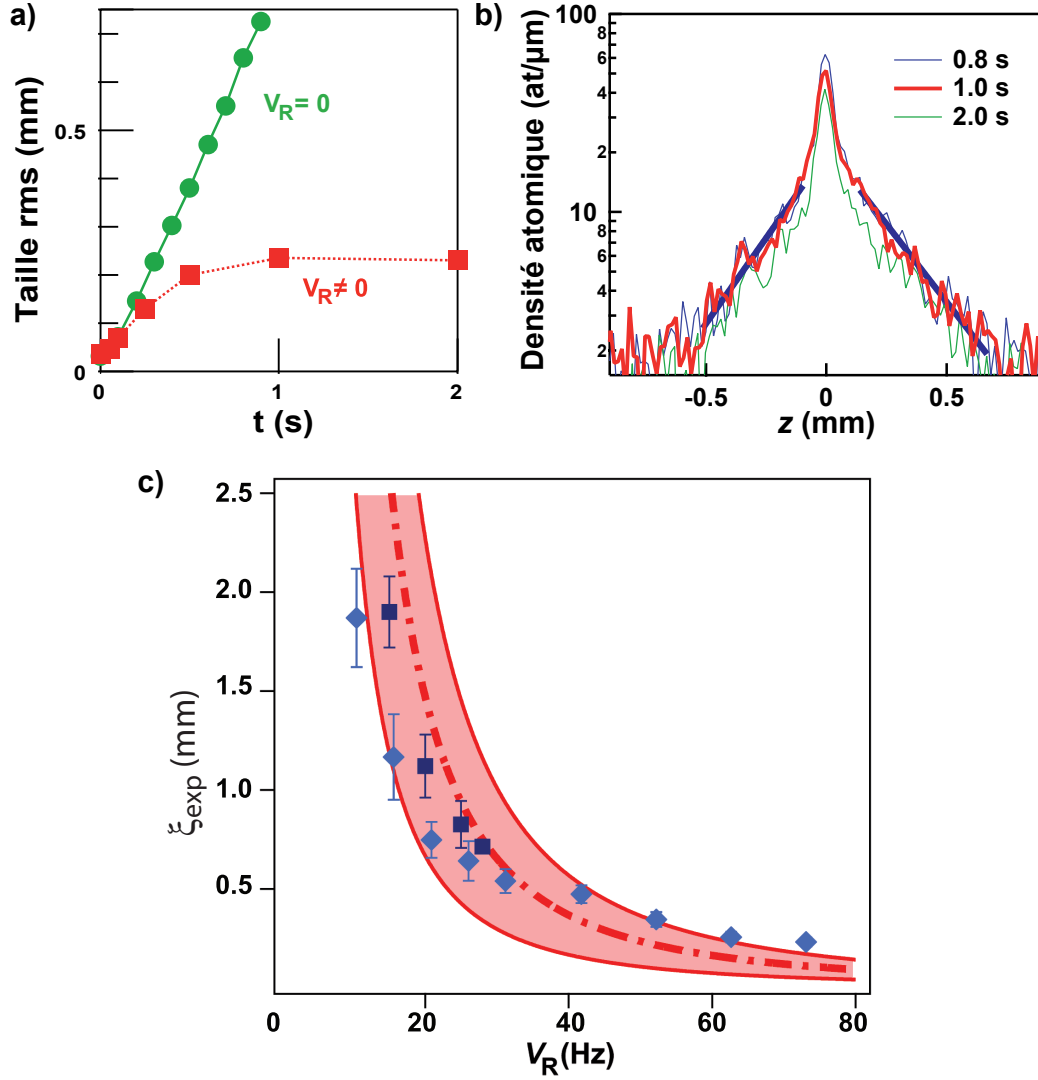 a)
Taille rms (mm)
0.5
0
V_R = 0
V_R ≠ 0
0
1
2
t (s)
b)
Densité atomique (at/µm)
100
8
6
4
2
10
8
6
4
2
0.8 s
1.0 s
2.0 s
-0.5
0
0.5
z (mm)
c)
ξ_exp (mm)
2.5
2.0
1.5
1.0
0.5
0
20
40
60
80
V_R (Hz)